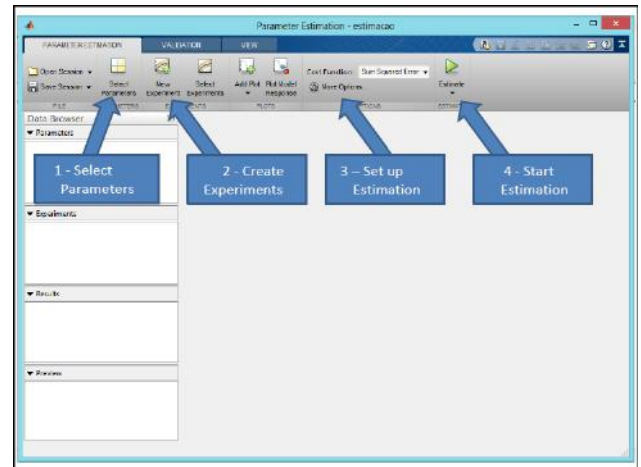 Parameter Estimation - estimacao
PARAMETER ESTIMATION VALIDATION VIEW
Open Session
Save Session
Select
Parameters
New
Experiment
Select
Experiments
Add Plot
Plot Model
Response
Cost Function: Sum Squared Error
More Options
Estimate
FILE PLOTS
Data Browser
Parameters
1 - Select
Parameters
2 - Create
Experiments
3 – Set up
Estimation
4 - Start
Estimation
Experiments
Results
Preview